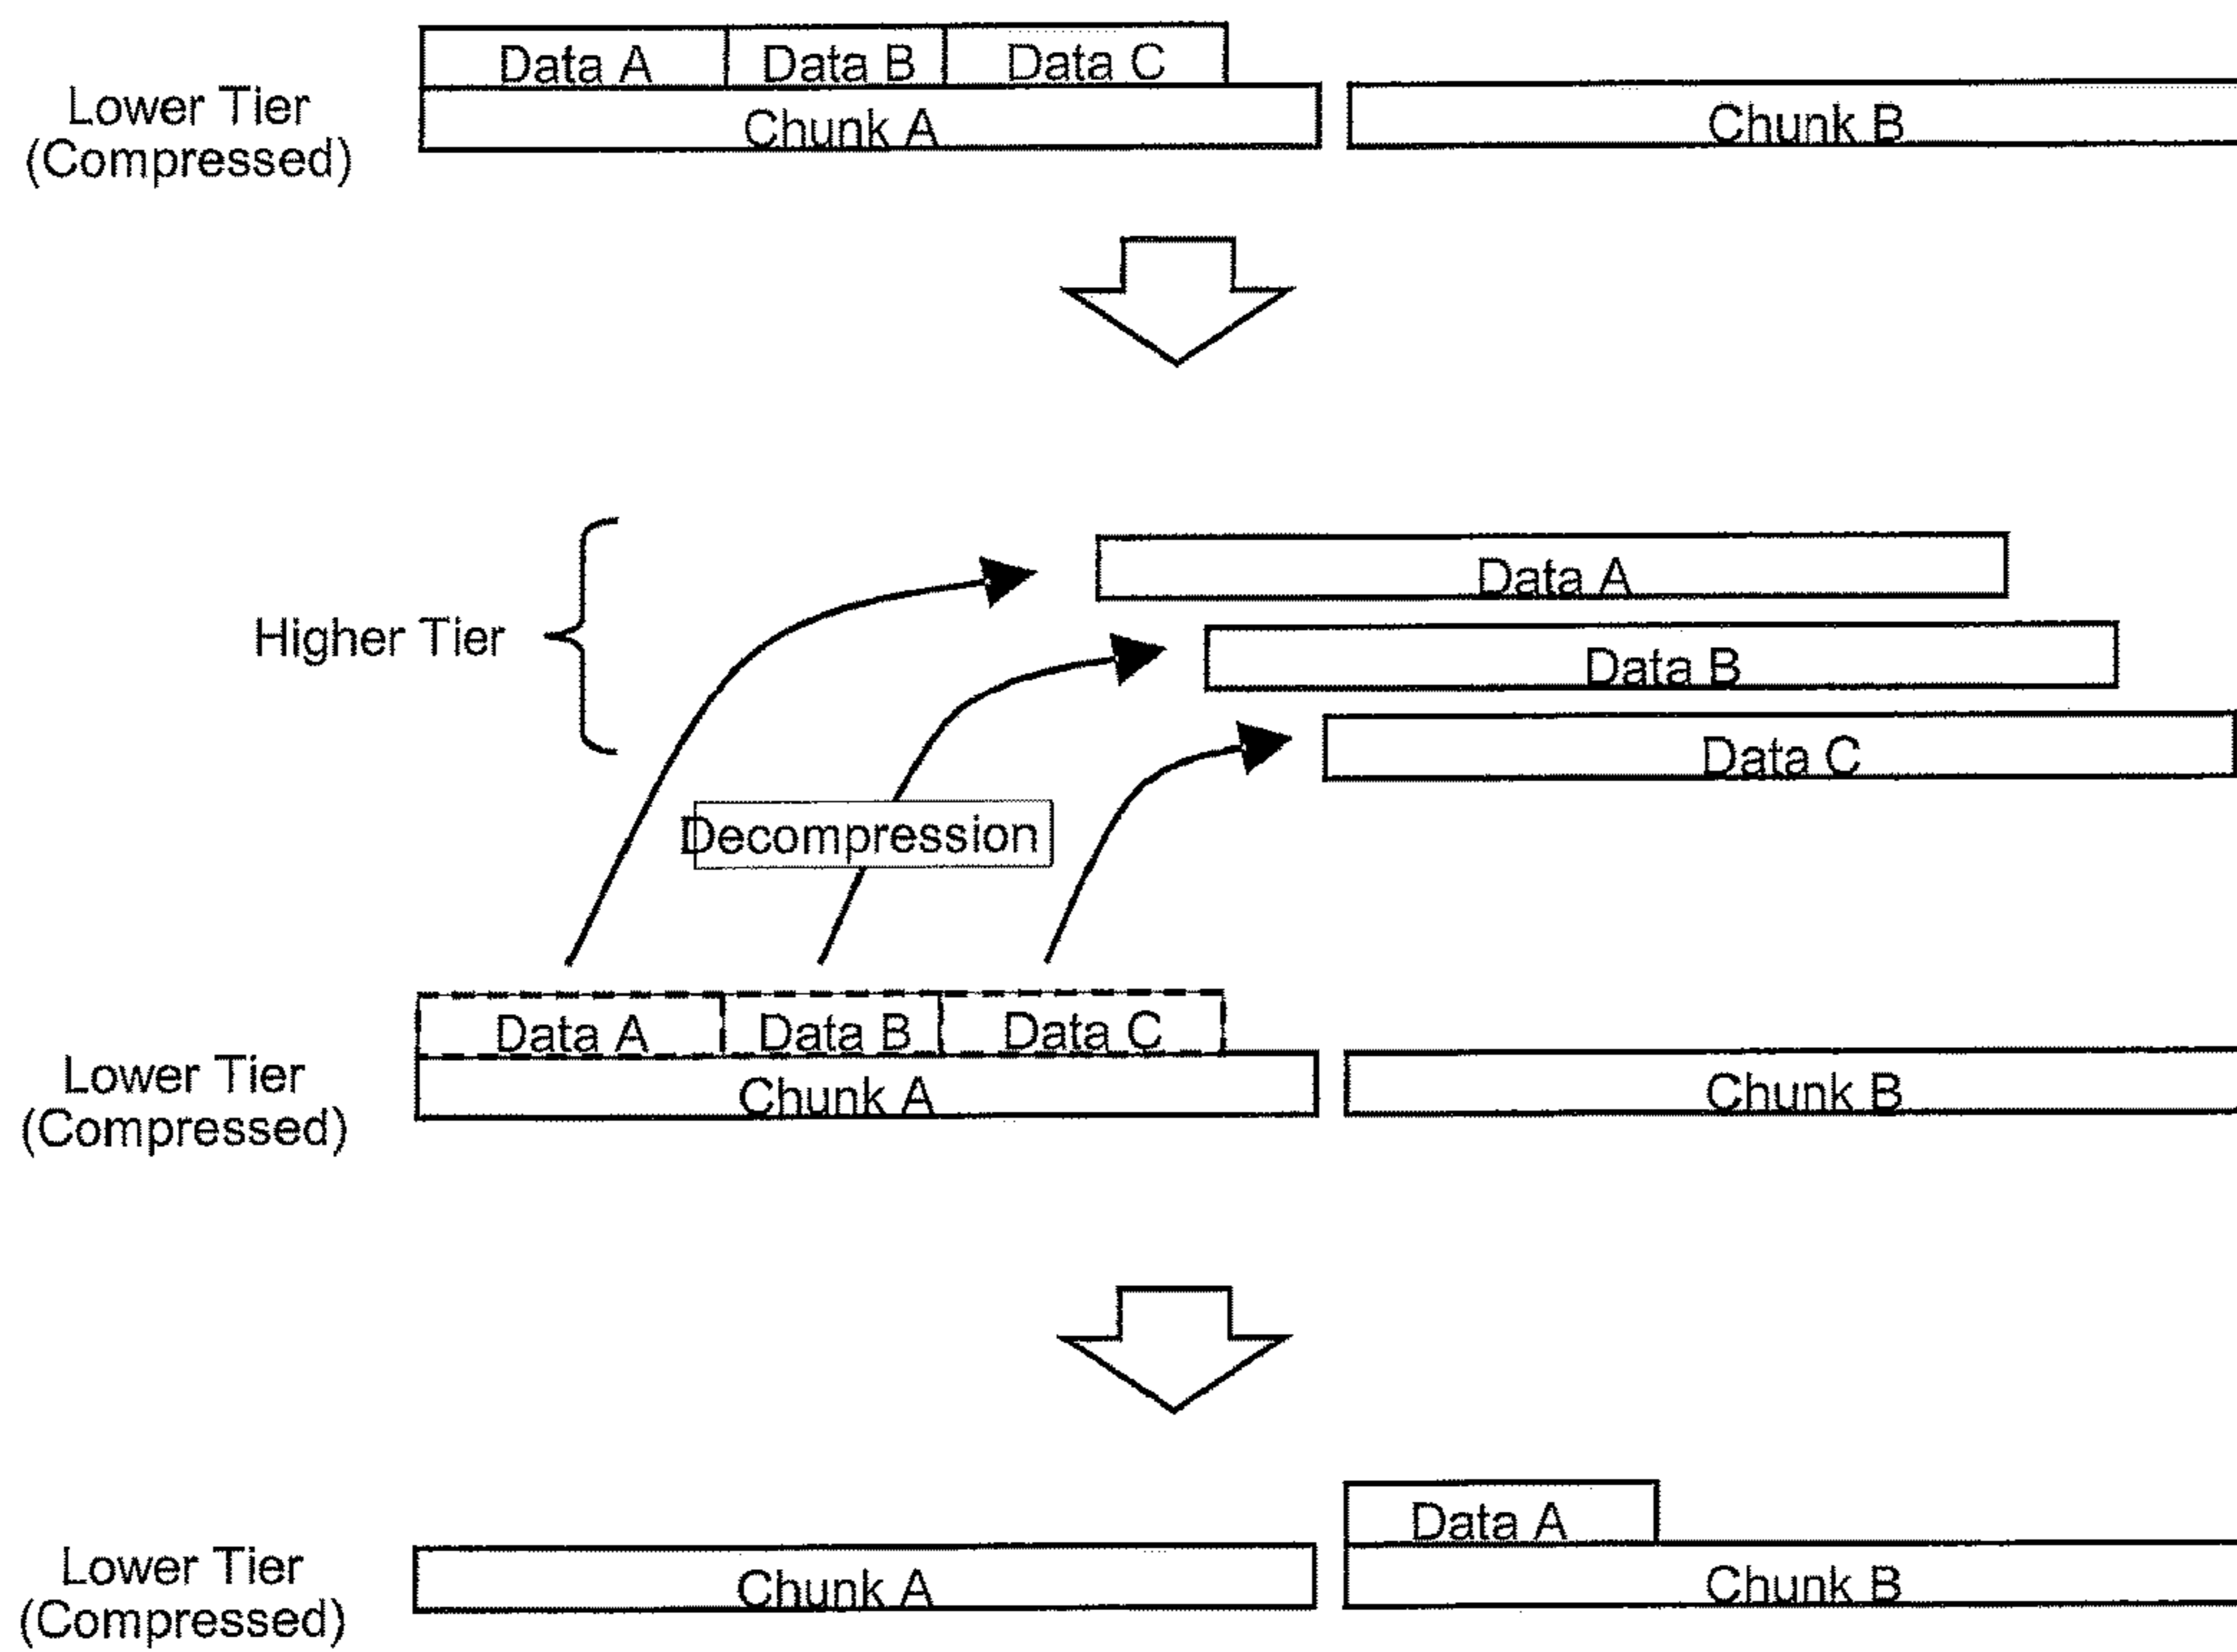 Data A Data B Data C
Lower Tier
(Compressed)
Chunk A Chunk B
Data A
Higher Tier
Data B
Data C
Decompression
Data A Data B Data C
Lower Tier
(Compressed)
Chunk A Chunk B
Data A
Lower Tier
(Compressed)
Chunk A Chunk B